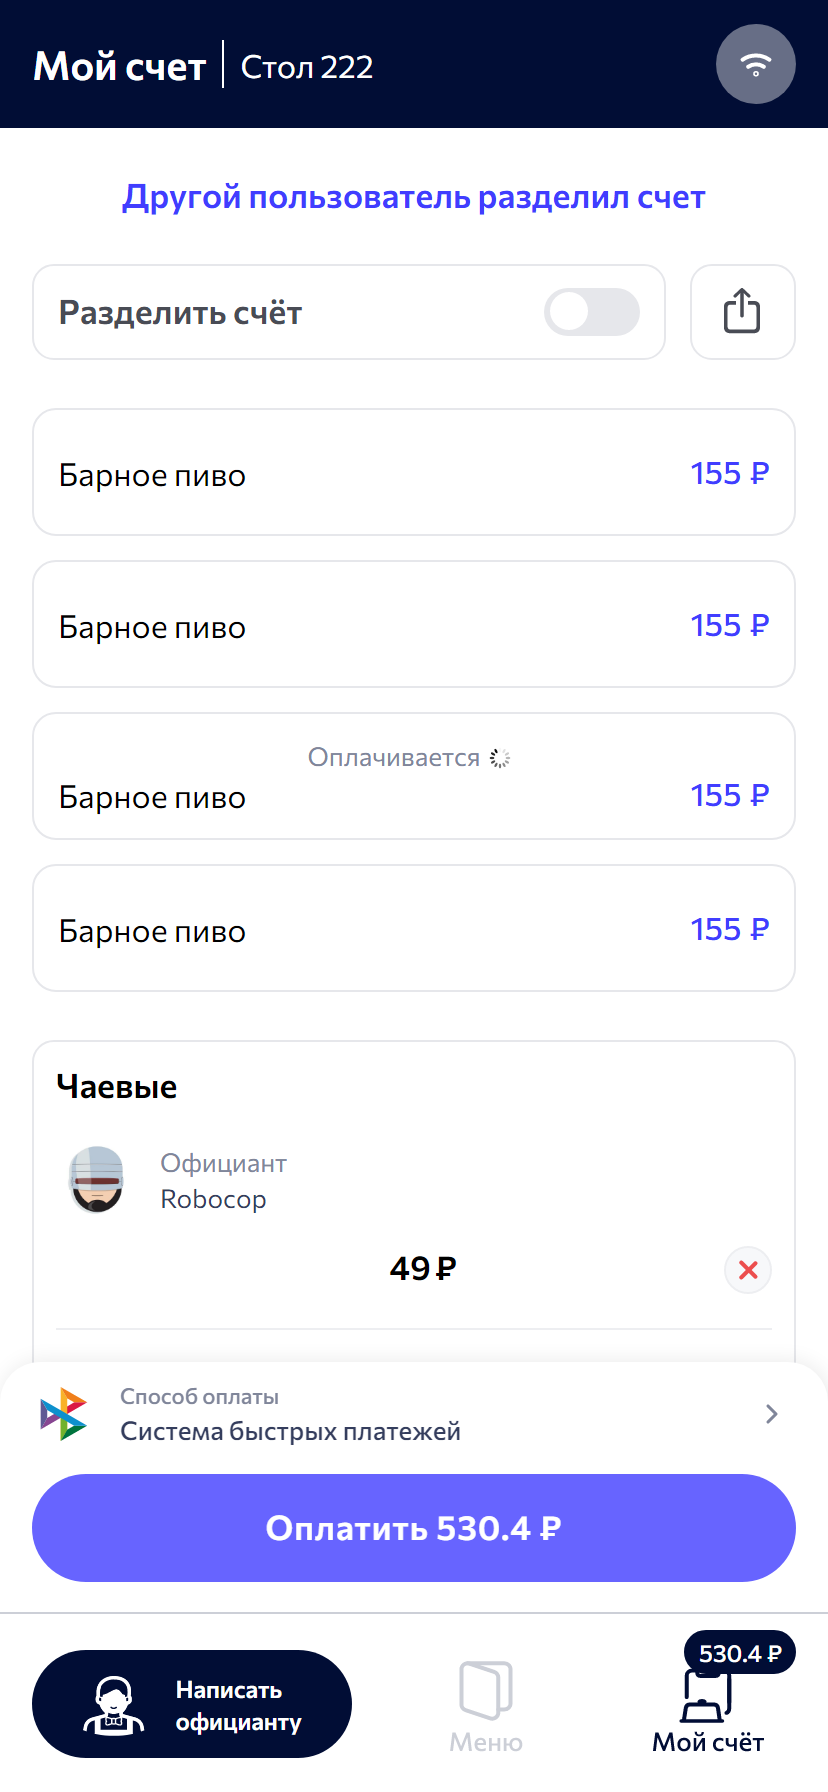 Мой счет
Стол 222
Другой пользователь разделил счет
Разделить счёт
Барное пиво
155 ₽
Барное пиво
155 ₽
Оплачивается
Барное пиво
155 ₽
Барное пиво
155 ₽
Чаевые
Официант
Robocop
49 ₽
Способ оплаты
Система быстрых платежей
Оплатить 530.4 ₽
Написать
официанту
Меню
530.4 ₽
Мой счёт